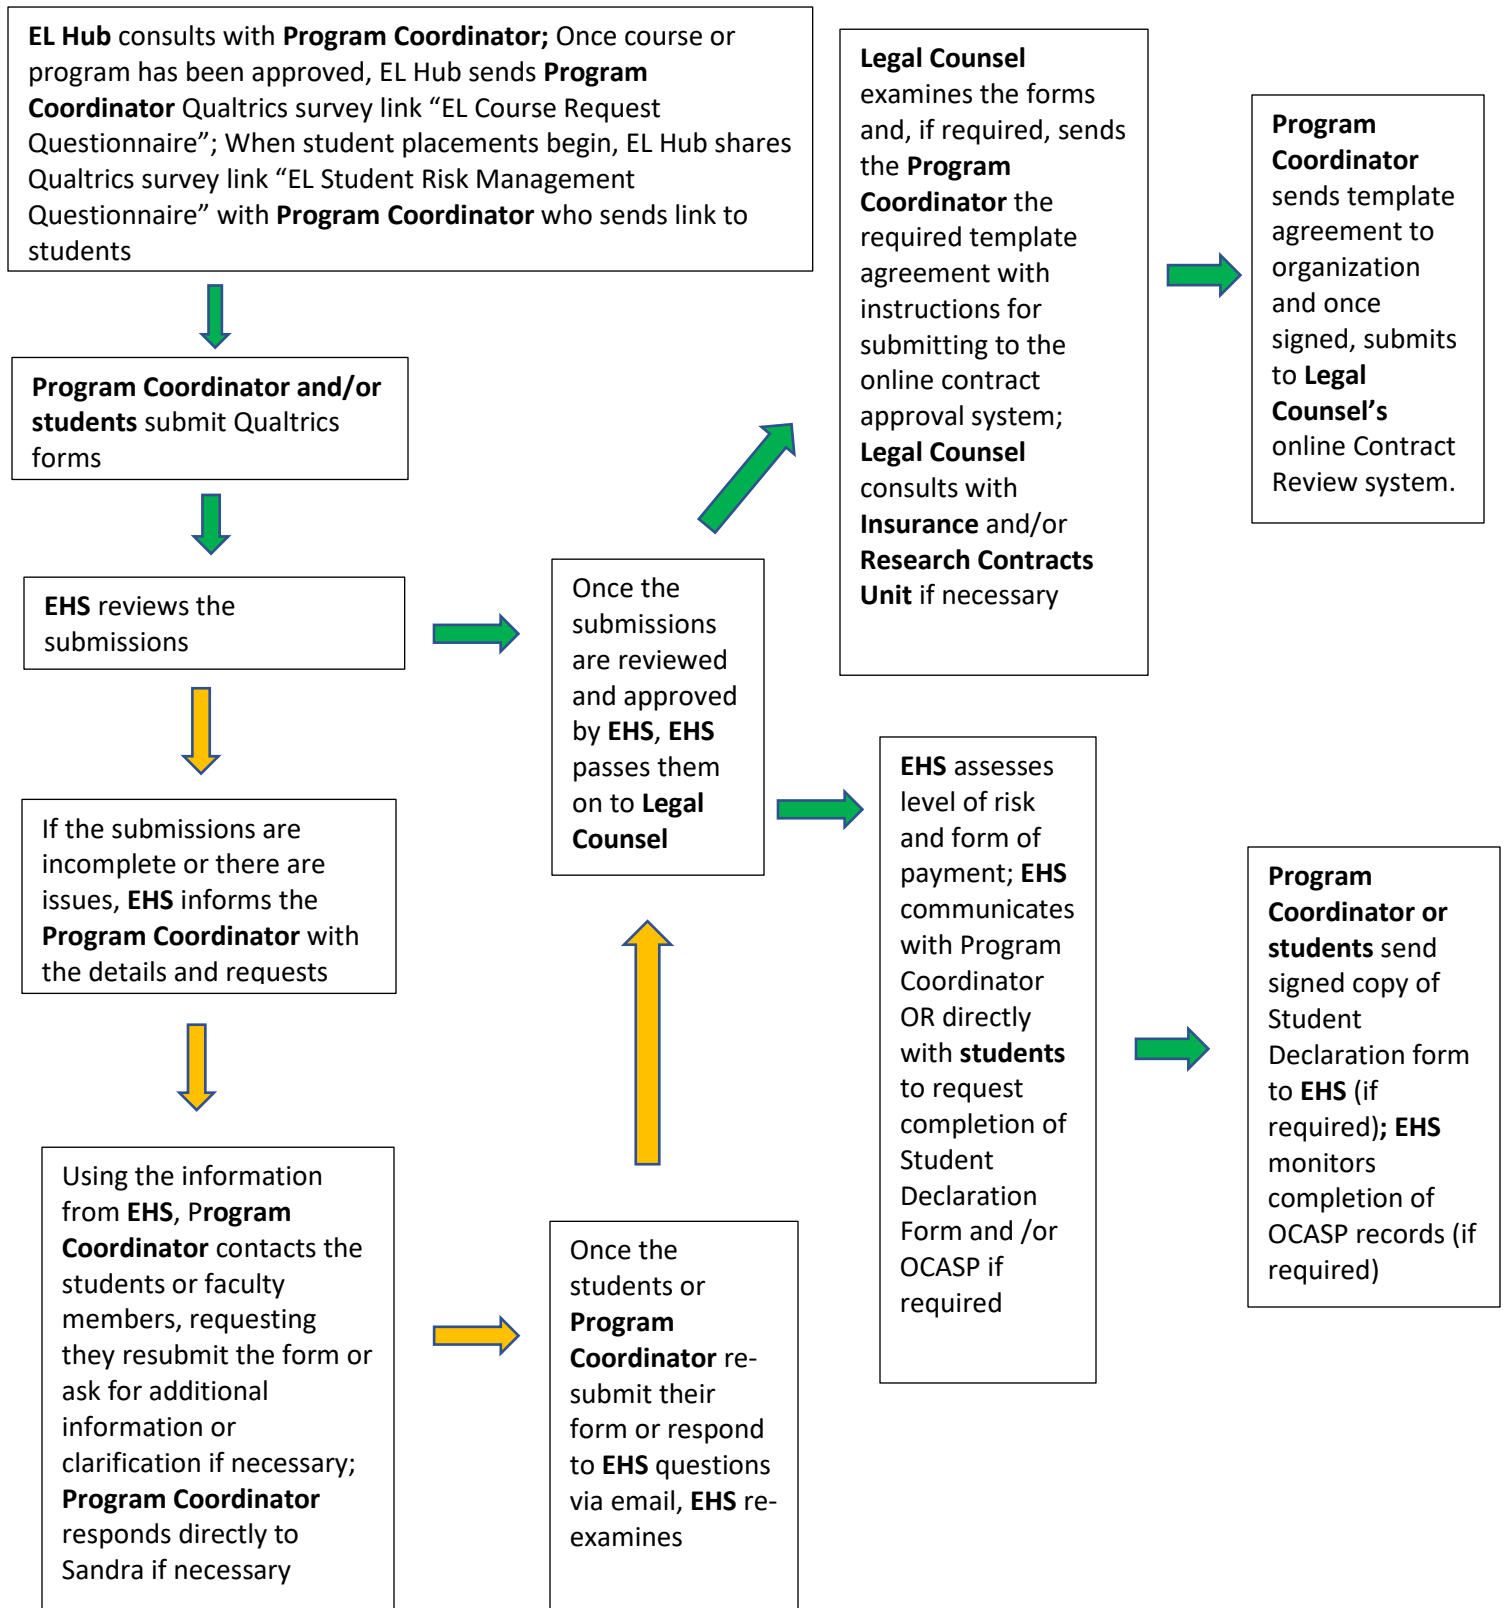 EL Hub consults with Program Coordinator; Once course or
program has been approved, EL Hub sends Program
Coordinator Qualtrics survey link “EL Course Request
Questionnaire”; When student placements begin, EL Hub shares
Qualtrics survey link “EL Student Risk Management
Questionnaire” with Program Coordinator who sends link to
students
Program Coordinator and/or
students submit Qualtrics
forms
EHS reviews the
submissions
If the submissions are
incomplete or there are
issues, EHS informs the
Program Coordinator with
the details and requests
Using the information
from EHS, Program
Coordinator contacts the
students or faculty
members, requesting
they resubmit the form or
ask for additional
information or
clarification if necessary;
Program Coordinator
responds directly to
Sandra if necessary
Once the
students or
Program
Coordinator re-
submit their
form or respond
to EHS questions
via email, EHS re-
examines
Once the
submissions
are reviewed
and approved
by EHS, EHS
passes them
on to Legal
Counsel
Legal Counsel
examines the forms
and, if required, sends
the Program
Coordinator the
required template
agreement with
instructions for
submitting to the
online contract
approval system;
Legal Counsel
consults with
Insurance and/or
Research Contracts
Unit if necessary
Program
Coordinator
sends template
agreement to
organization
and once
signed, submits
to Legal
Counsel’s
online Contract
Review system.
EHS assesses
level of risk
and form of
payment; EHS
communicates
with Program
Coordinator
OR directly
with students
to request
completion of
Student
Declaration
Form and /or
OCASP if
required
Program
Coordinator or
students send
signed copy of
Student
Declaration form
to EHS (if
required); EHS
monitors
completion of
OCASP records (if
required)